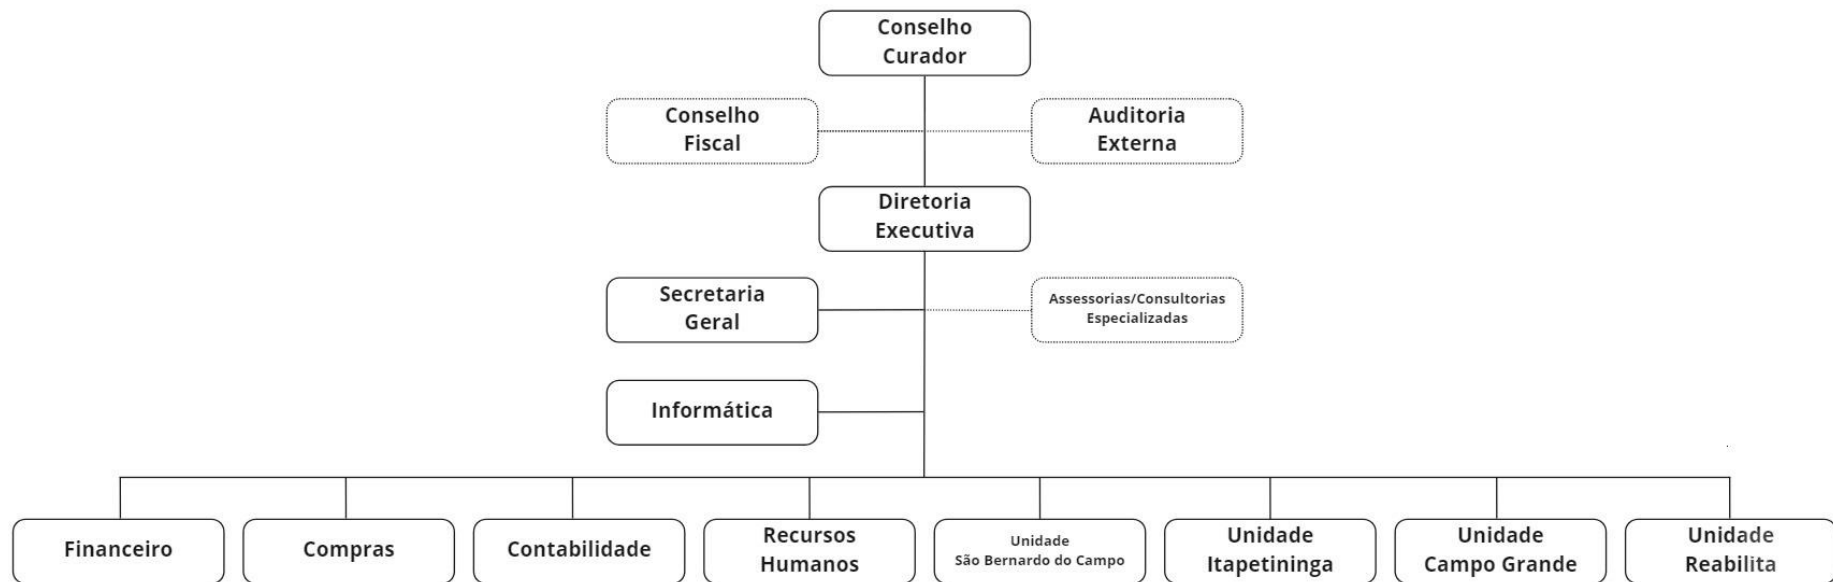 Conselho
Curador
Conselho
Fiscal
Auditoria
Externa
Diretoria
Executiva
Secretaria
Geral
Assessorias/Consultorias
Especializadas
Informática
Financeiro
Compras
Contabilidade
Recursos
Humanos
Unidade
São Bernardo do Campo
Unidade
Itapetininga
Unidade
Campo Grande
Unidade
Reabilita